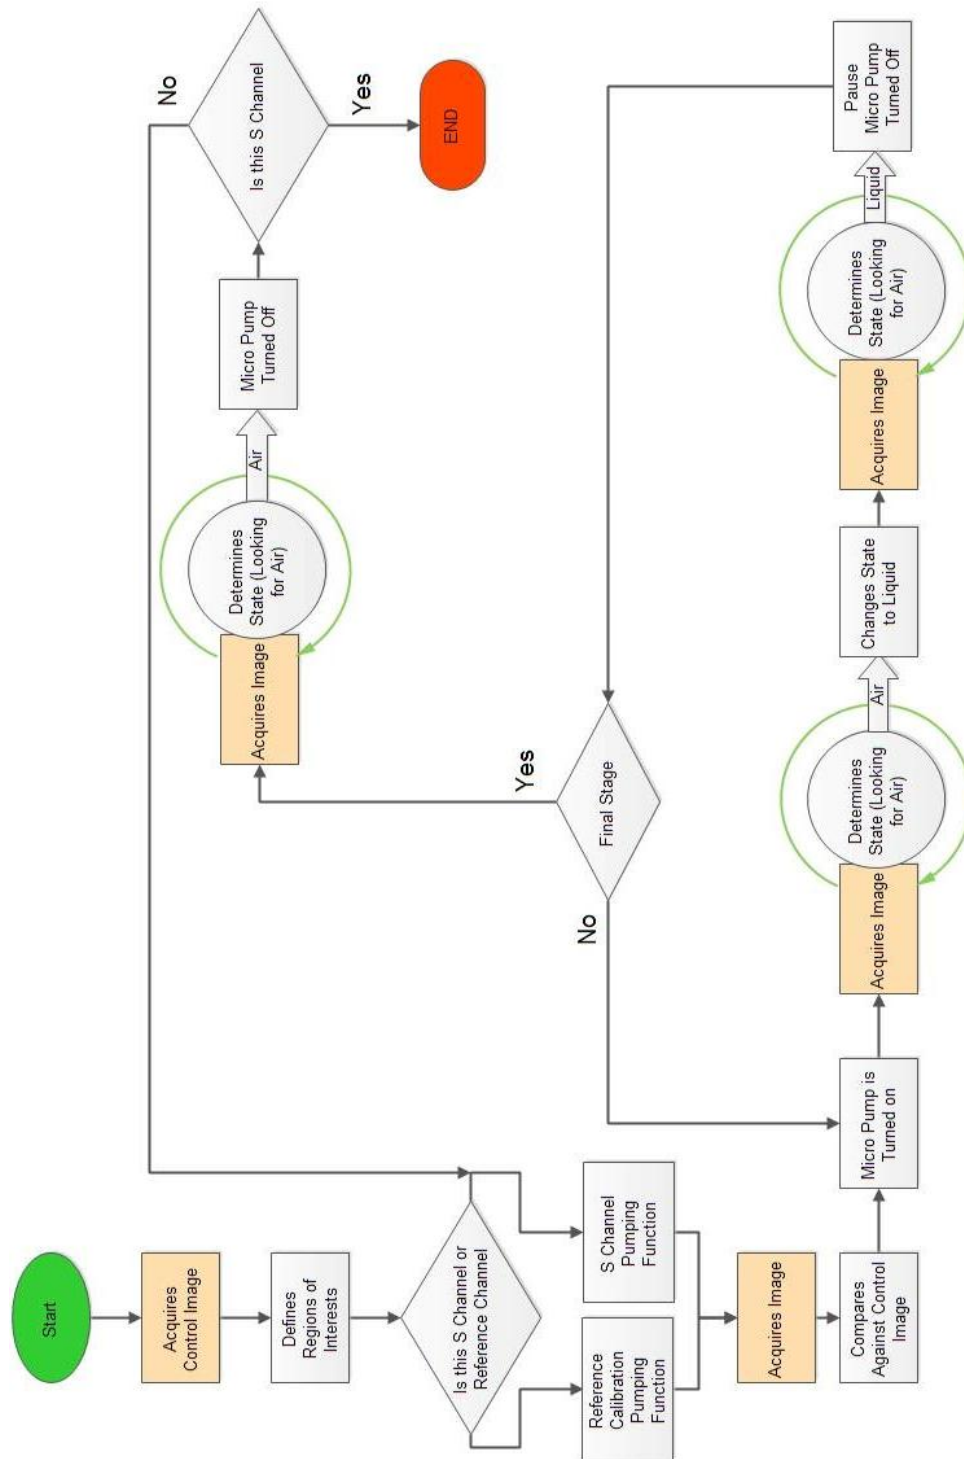 Start
Acquires
Control Image
Defines
Regions of
Interests
Is this S Channel or
Reference Channel
Reference
Calibration
Pumping
Function
S Channel
Pumping
Function
Acquires Image
Compares
Against Control
Image
Micro Pump is
Turned on
Acquires Image
Determines
State (Looking
for Air)
Air
Changes State
to Liquid
Acquires Image
Determines
State (Looking
for Air)
Liquid
Pause
Micro Pump
Turned Off
Final Stage
No
Yes
Acquires Image
Determines
State (Looking
for Air)
Air
Micro Pump
Turned Off
Is this S Channel
No
Yes
END